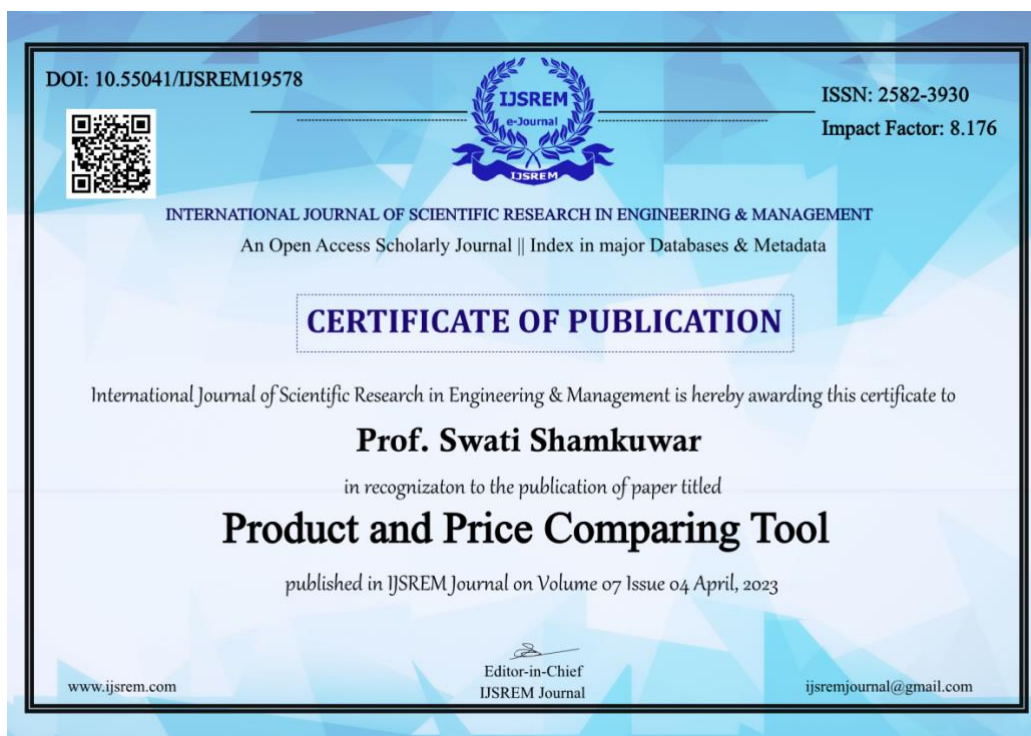 DOI: 10.55041/IJSREM19578
IJSREM
e-Journal
IJSREM
ISSN: 2582-3930
Impact Factor: 8.176
INTERNATIONAL JOURNAL OF SCIENTIFIC RESEARCH IN ENGINEERING & MANAGEMENT
An Open Access Scholarly Journal || Index in major Databases & Metadata
CERTIFICATE OF PUBLICATION
International Journal of Scientific Research in Engineering & Management is hereby awarding this certificate to
Prof. Swati Shamkuwar
in recognizaton to the publication of paper titled
Product and Price Comparing Tool
published in IJSREM Journal on Volume 07 Issue 04 April, 2023
Editor-in-Chief
IJSREM Journal
www.ijsrem.com
ijsremjournal@gmail.com